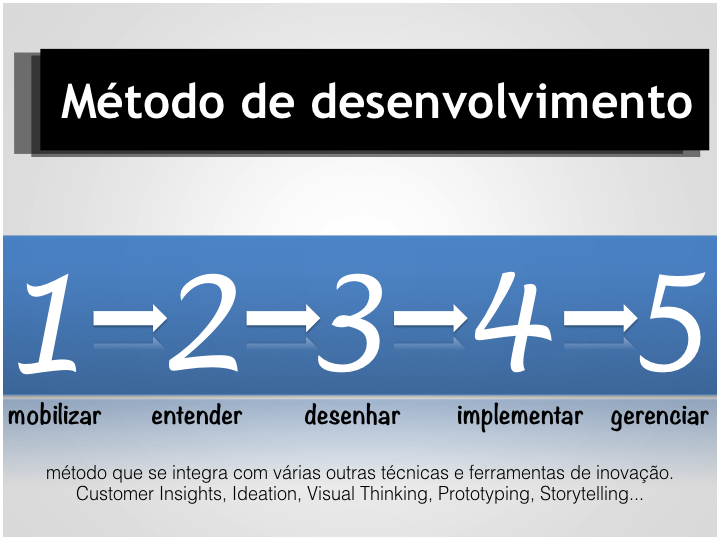 Método de desenvolvimento
1 2 3 4 5
mobilizar entender desenhar implementar gerenciar
método que se integra com várias outras técnicas e ferramentas de inovação.
Customer Insights, Ideation, Visual Thinking, Prototyping, Storytelling...